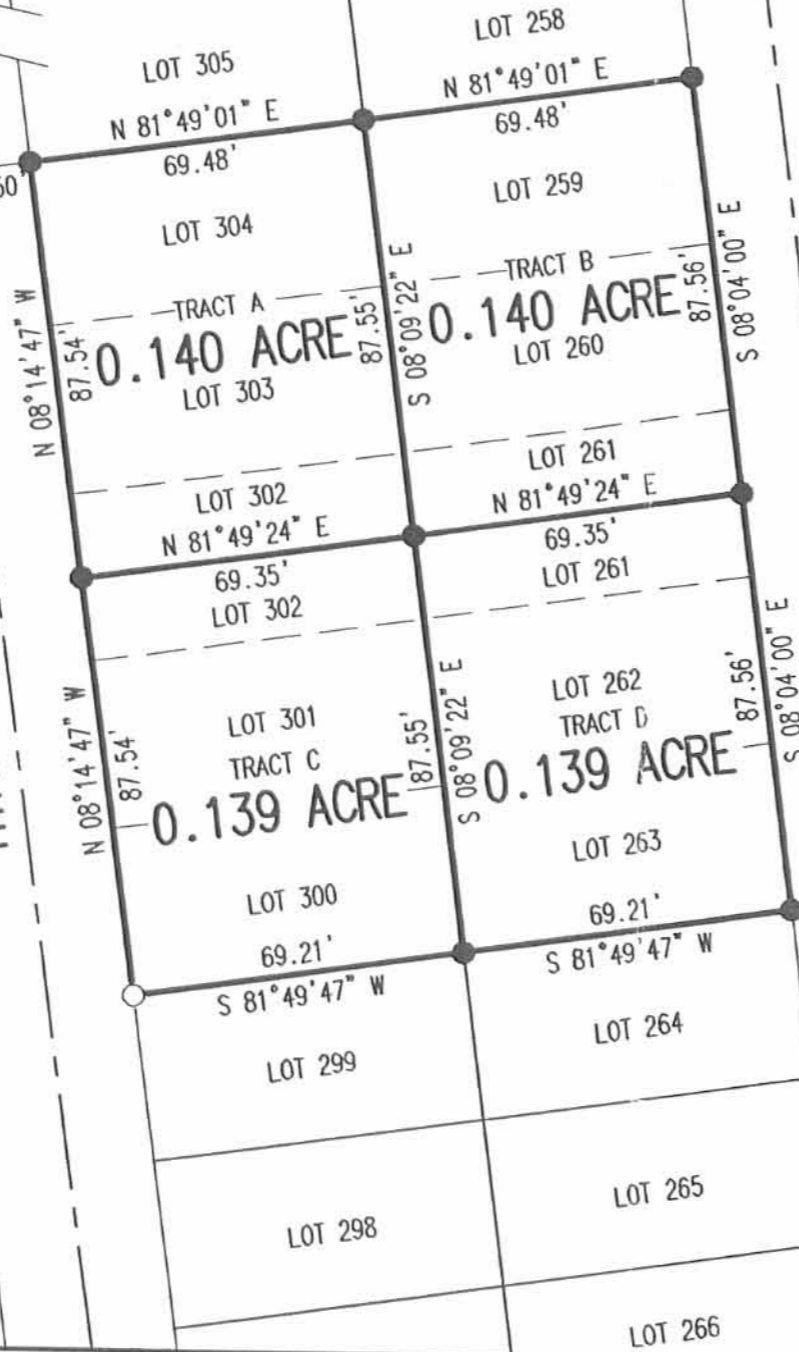 LOT 258
LOT 305
N 81°49'01" E
N 81°49'01" E
69.48'
69.48'
LOT 259
LOT 304
TRACT B
TRACT A
0.140 ACRE
0.140 ACRE
LOT 260
LOT 303
N 08°14'47" W
87.54'
87.55'
S 08°09'22" E
87.56'
S 08°04'00" E
LOT 261
LOT 302
N 81°49'24" E
N 81°49'24" E
69.35'
69.35'
LOT 261
LOT 302
LOT 262
LOT 301
TRACT D
TRACT C
0.139 ACRE
0.139 ACRE
N 08°14'47" W
87.54'
87.55'
S 08°09'22" E
87.56'
S 08°04'00" E
LOT 263
LOT 300
69.21'
69.21'
S 81°49'47" W
S 81°49'47" W
LOT 264
LOT 299
LOT 265
LOT 298
LOT 266